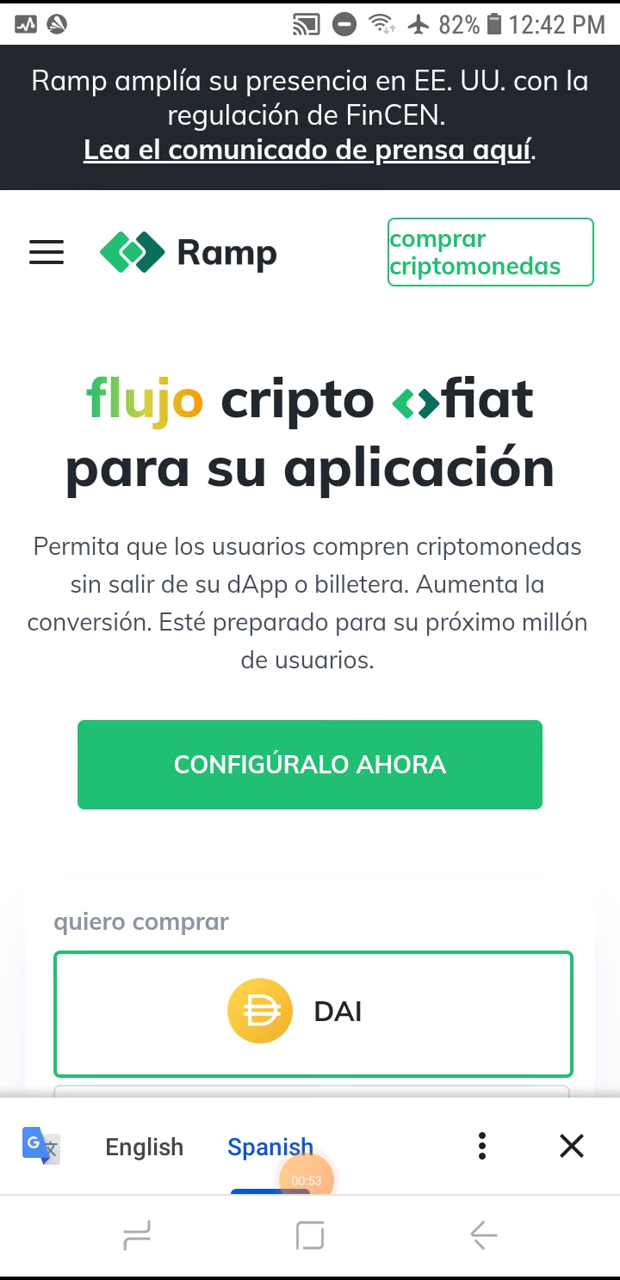 82% 12:42 PM
Ramp amplía su presencia en EE. UU. con la
regulación de FinCEN.
Lea el comunicado de prensa aquí.
Ramp
comprar
criptomonedas
flujo cripto <>fiat
para su aplicación
Permita que los usuarios compren criptomonedas
sin salir de su dApp o billetera. Aumenta la
conversión. Esté preparado para su próximo millón
de usuarios.
CONFIGÚRALO AHORA
quiero comprar
DAI
G文 English Spanish
00:53